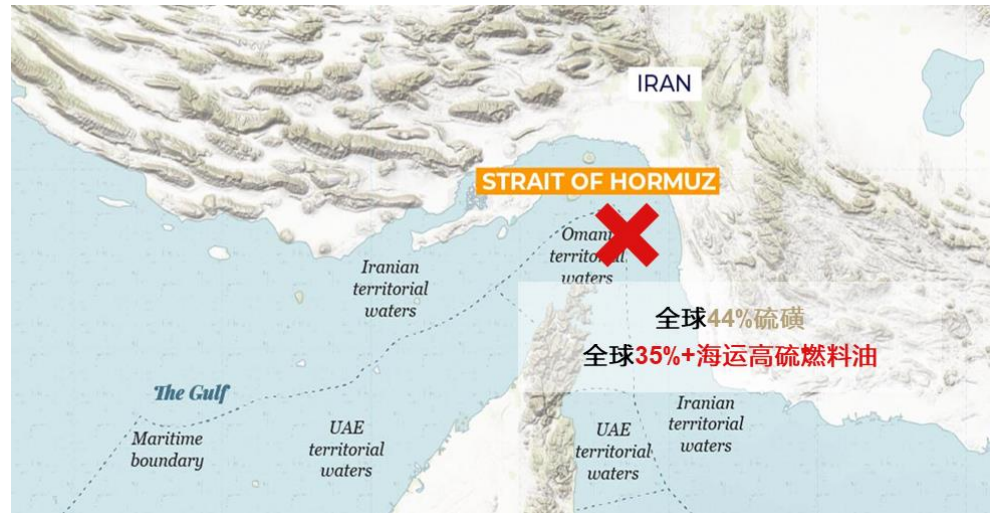 IRAN
STRAIT OF HORMUZ
Omani
territorial
waters
Iranian
territorial
waters
全球44%硫磺
全球35%+海运高硫燃料油
The Gulf
Maritime
boundary
UAE
territorial
waters
UAE
territorial
waters
Iranian
territorial
waters